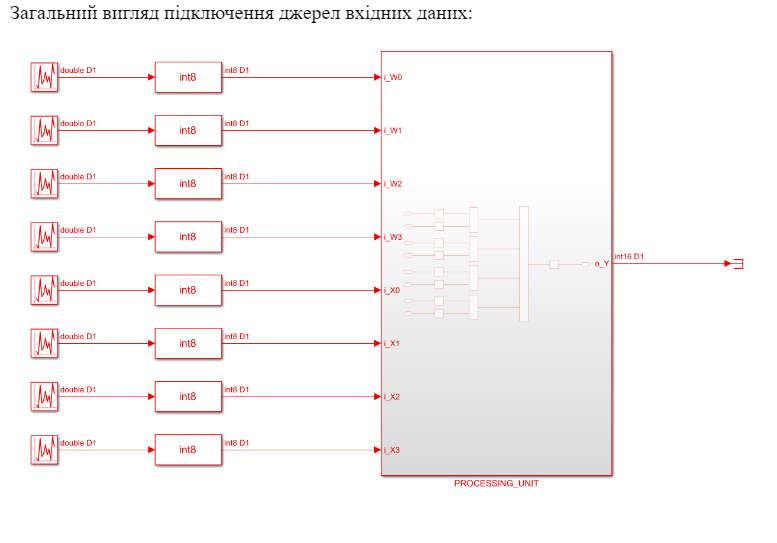 Загальний вигляд підключення джерел вхідних даних:
double D1 int8 int8 D1 i_W0
double D1 int8 int8 D1 i_W1
double D1 int8 int8 D1 i_W2
double D1 int8 int8 D1 i_W3
o_Y int16 D1
double D1 int8 int8 D1 i_X0
double D1 int8 int8 D1 i_X1
double D1 int8 int8 D1 i_X2
double D1 int8 int8 D1 i_X3
PROCESSING_UNIT